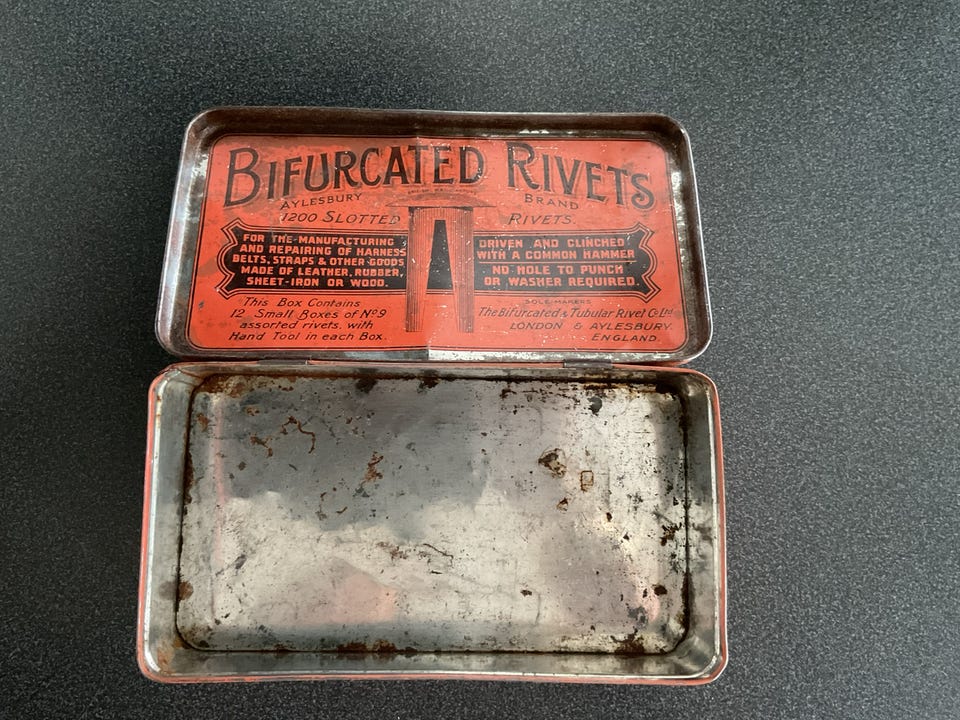 BIFURCATED RIVETS
AYLESBURY BRAND
1200 SLOTTED RIVETS
FOR THE MANUFACTURING
AND REPAIRING OF HARNESS
BELTS, STRAPS & OTHER GOODS
MADE OF LEATHER, RUBBER,
SHEET-IRON OR WOOD.
DRIVEN AND CLINCHED
WITH A COMMON HAMMER
NO HOLE TO PUNCH
OR WASHER REQUIRED.
This Box Contains
12 Small Boxes of Nº9
assorted rivets, with
Hand Tool in each Box.
SOLE MAKERS
The Bifurcated & Tubular Rivet Co Ltd
LONDON & AYLESBURY.
ENGLAND.